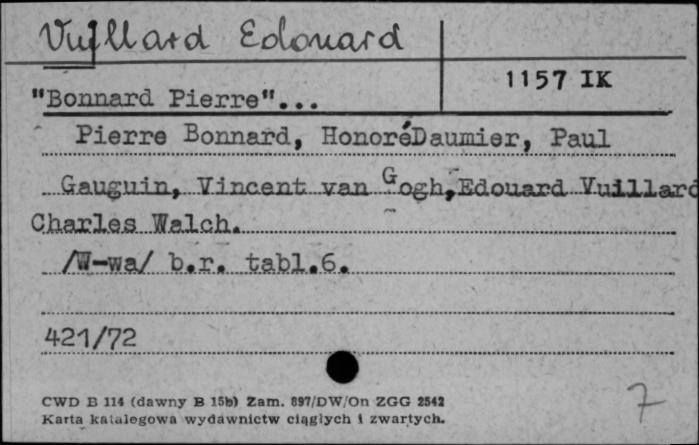 Vuillard Edouard
1157 IK
"Bonnard Pierre"...
Pierre Bonnard, HonoréDaumier, Paul
Gauguin, Vincent van Gogh,Edouard Vuillard
Charles Walch.
/W-wa/ b.r. tabl.6.
421/72
7
CWD B 114 (dawny B 15b) Zam. 897/DW/On ZGG 2542
Karta katalogowa wydawnictw ciągłych i zwartych.